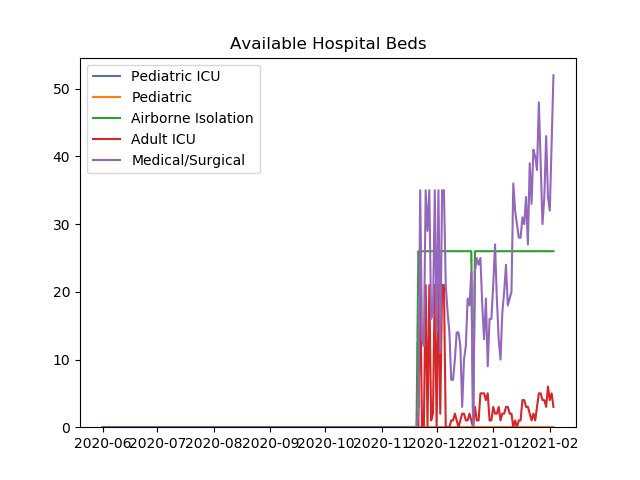 Available Hospital Beds
Pediatric ICU
Pediatric
Airborne Isolation
Adult ICU
Medical/Surgical
50
40
30
20
10
0
2020-06 2020-07 2020-08 2020-09 2020-10 2020-11 2020-12 2021-01 2021-02